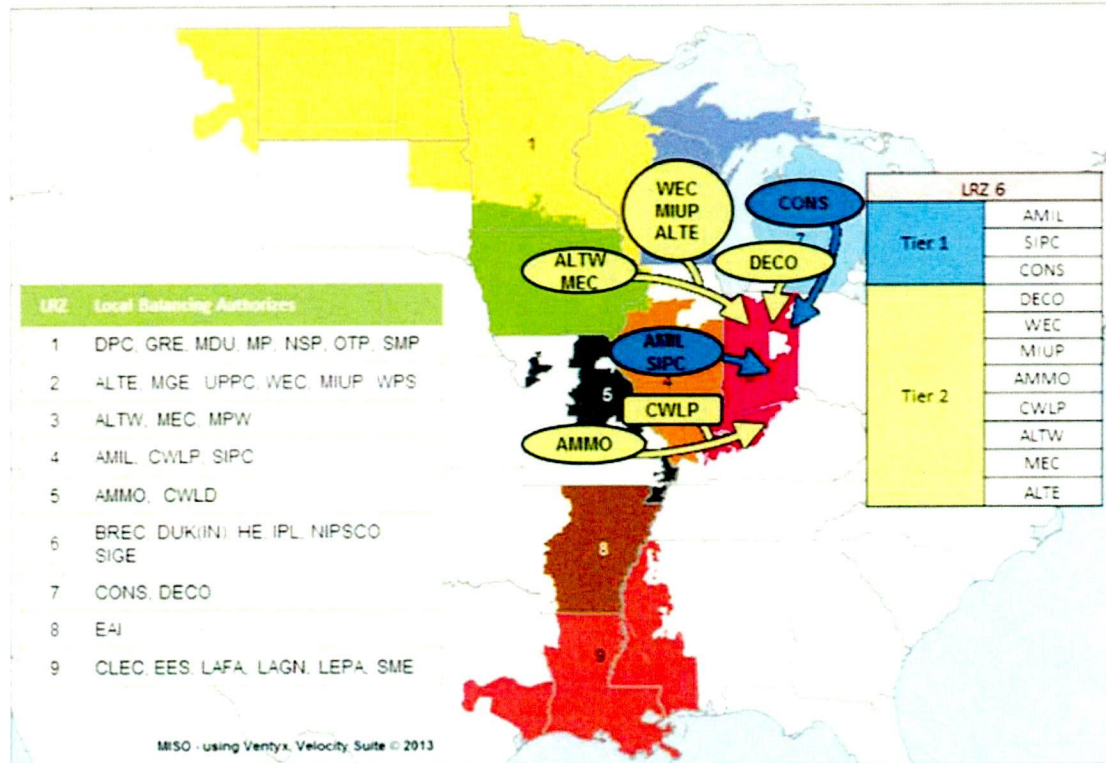 1
WEC
MIUP
ALTE
CONS
7
ALTW
MEC
DECO
AMIL
SIPC
4
5
CWLP
AMMO
8
9
LRZ 6
Tier 1
AMIL
SIPC
CONS
Tier 2
DECO
WEC
MIUP
AMMO
CWLP
ALTW
MEC
ALTE
LRZ Local Balancing Authorizes
1 DPC, GRE, MDU, MP, NSP, OTP, SMP
2 ALTE, MGE, UPPC, WEC, MIUP, WPS
3 ALTW, MEC, MPW
4 AMIL, CWLP, SIPC
5 AMMO, CWLD
6 BREC, DUK(IN), HE, IPL, NIPSCO
SIGE
7 CONS, DECO
8 EAI
9 CLEC, EES, LAFA, LAGN, LEPA, SME
MISO - using Ventyx, Velocity Suite © 2013